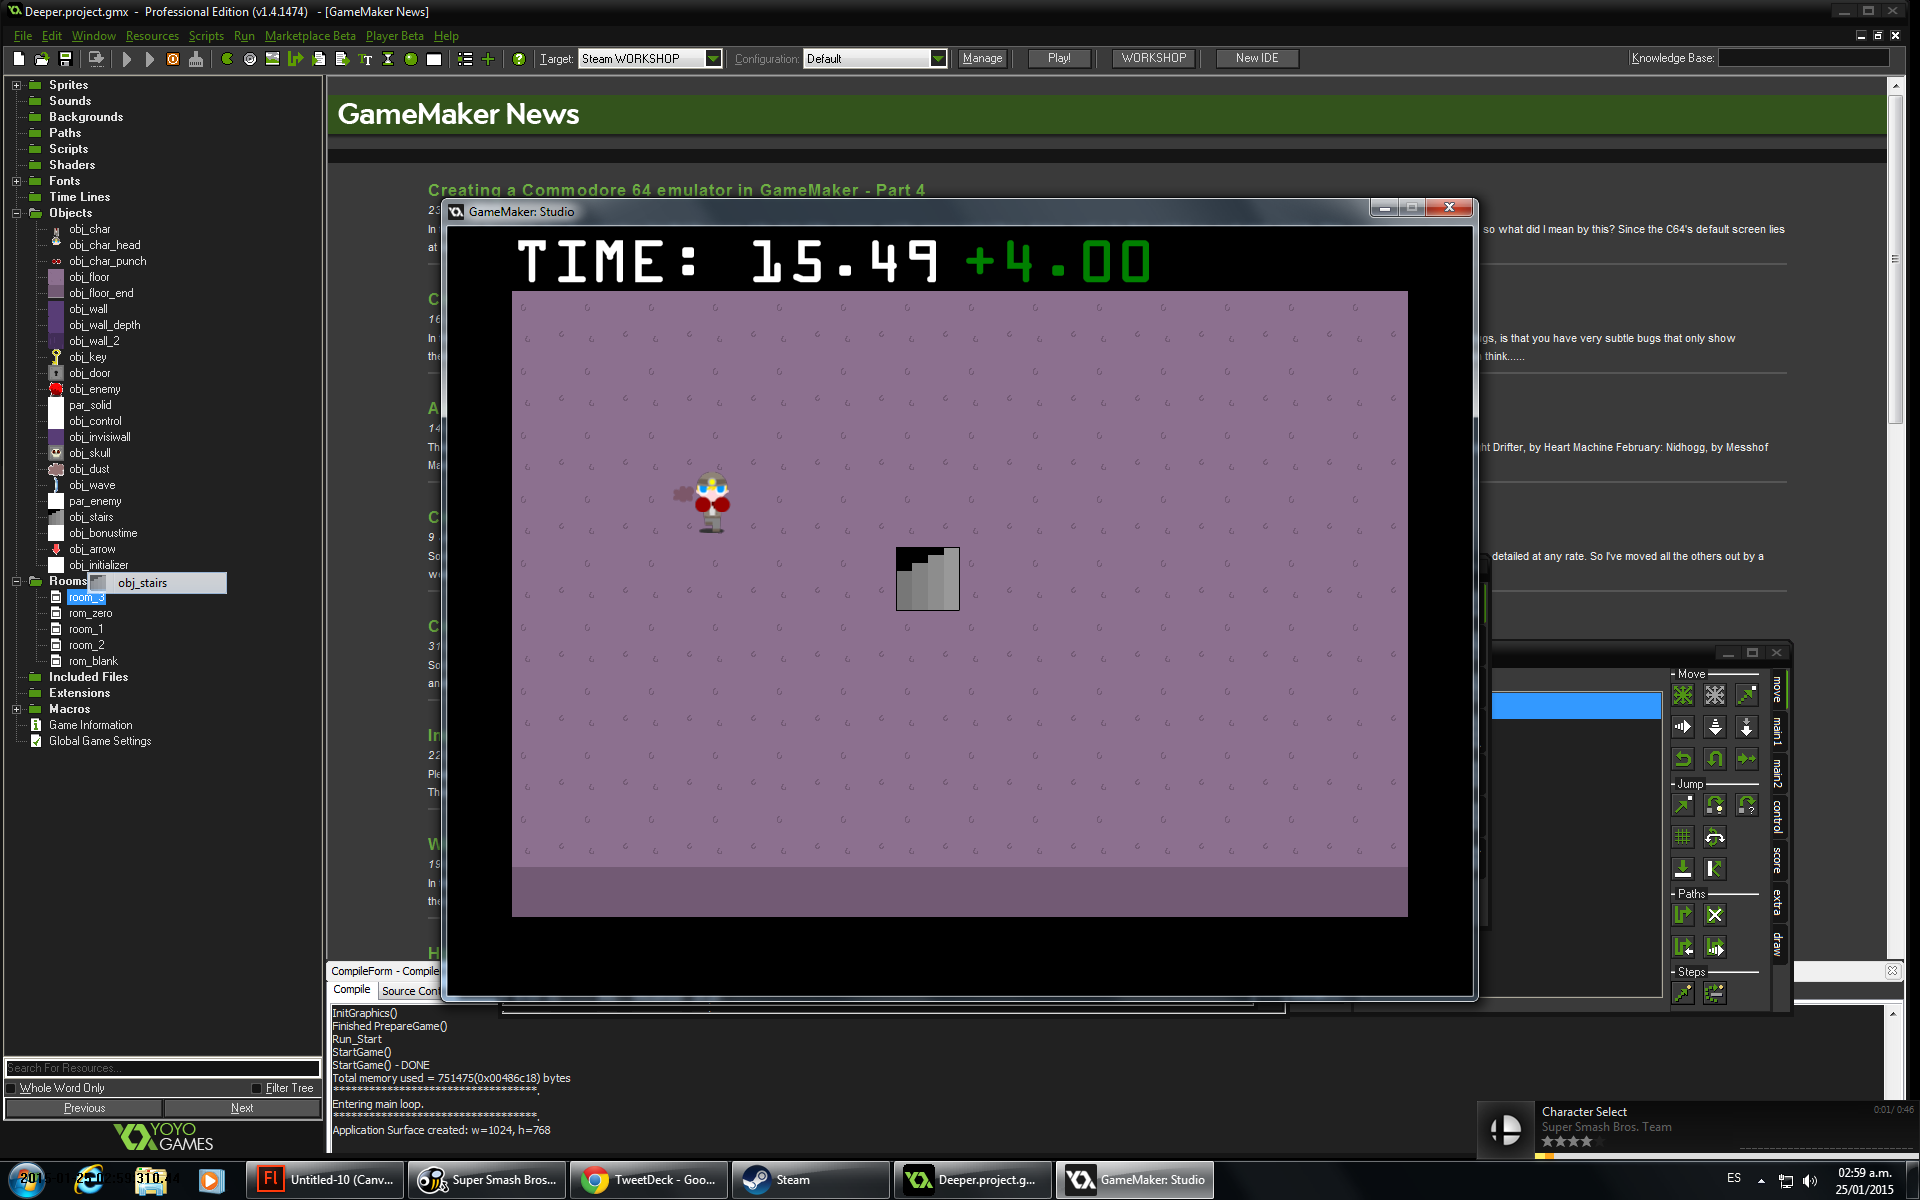 Deeper.project.gmx - Professional Edition (v1.4.1474) - [GameMaker News]
File Edit Window Resources Scripts Run Marketplace Beta Player Beta Help
Target: Steam WORKSHOP Configuration: Default Manage Play! WORKSHOP New IDE Knowledge Base:
Sprites
Sounds
Backgrounds
Paths
Scripts
Shaders
Fonts
Time Lines
Objects
obj_char
obj_char_head
obj_char_punch
obj_floor
obj_floor_end
obj_wall
obj_wall_depth
obj_wall_2
obj_key
obj_door
obj_enemy
par_solid
obj_control
obj_invisiwall
obj_skull
obj_dust
obj_wave
par_enemy
obj_stairs
obj_bonustime
obj_arrow
obj_initializer
Rooms
obj_stairs
room_3
rom_zero
room_1
room_2
rom_blank
Included Files
Extensions
Macros
Game Information
Global Game Settings
Search For Resources...
Whole Word Only Filter Tree
Previous Next
YOYO
GAMES
GameMaker News
Creating a Commodore 64 emulator in GameMaker - Part 4
so what did I mean by this? Since the C64's default screen lies
gs, is that you have very subtle bugs that only show
think......
ht Drifter, by Heart Machine February: Nidhogg, by Messhof
detailed at any rate. So I've moved all the others out by a
GameMaker: Studio
TIME: 15.49 +4.00
Move
Jump
Paths
Steps
move
main1
main2
control
score
extra
draw
CompileForm - Compile
Compile Source Cont
InitGraphics()
Finished PrepareGame()
Run_Start
StartGame()
StartGame() - DONE
Total memory used = 751475(0x00486c18) bytes
***********************************.
Entering main loop.
***********************************.
Application Surface created: w=1024, h=768
Character Select 0:01/ 0:46
Super Smash Bros. Team
Untitled-10 (Canv...
Super Smash Bros...
TweetDeck - Goo...
Steam
Deeper.project.g...
GameMaker: Studio
ES
02:59 a.m.
25/01/2015